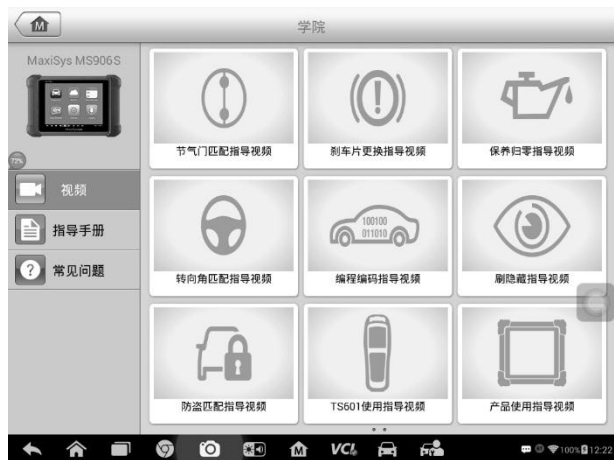 学院
MaxiSys MS906S
72%
视频
指导手册
常见问题
节气门匹配指导视频
刹车片更换指导视频
保养归零指导视频
转向角匹配指导视频
100100
011010
编程编码指导视频
刷隐藏指导视频
防盗匹配指导视频
TS601使用指导视频
产品使用指导视频
VCI
100%
12:22